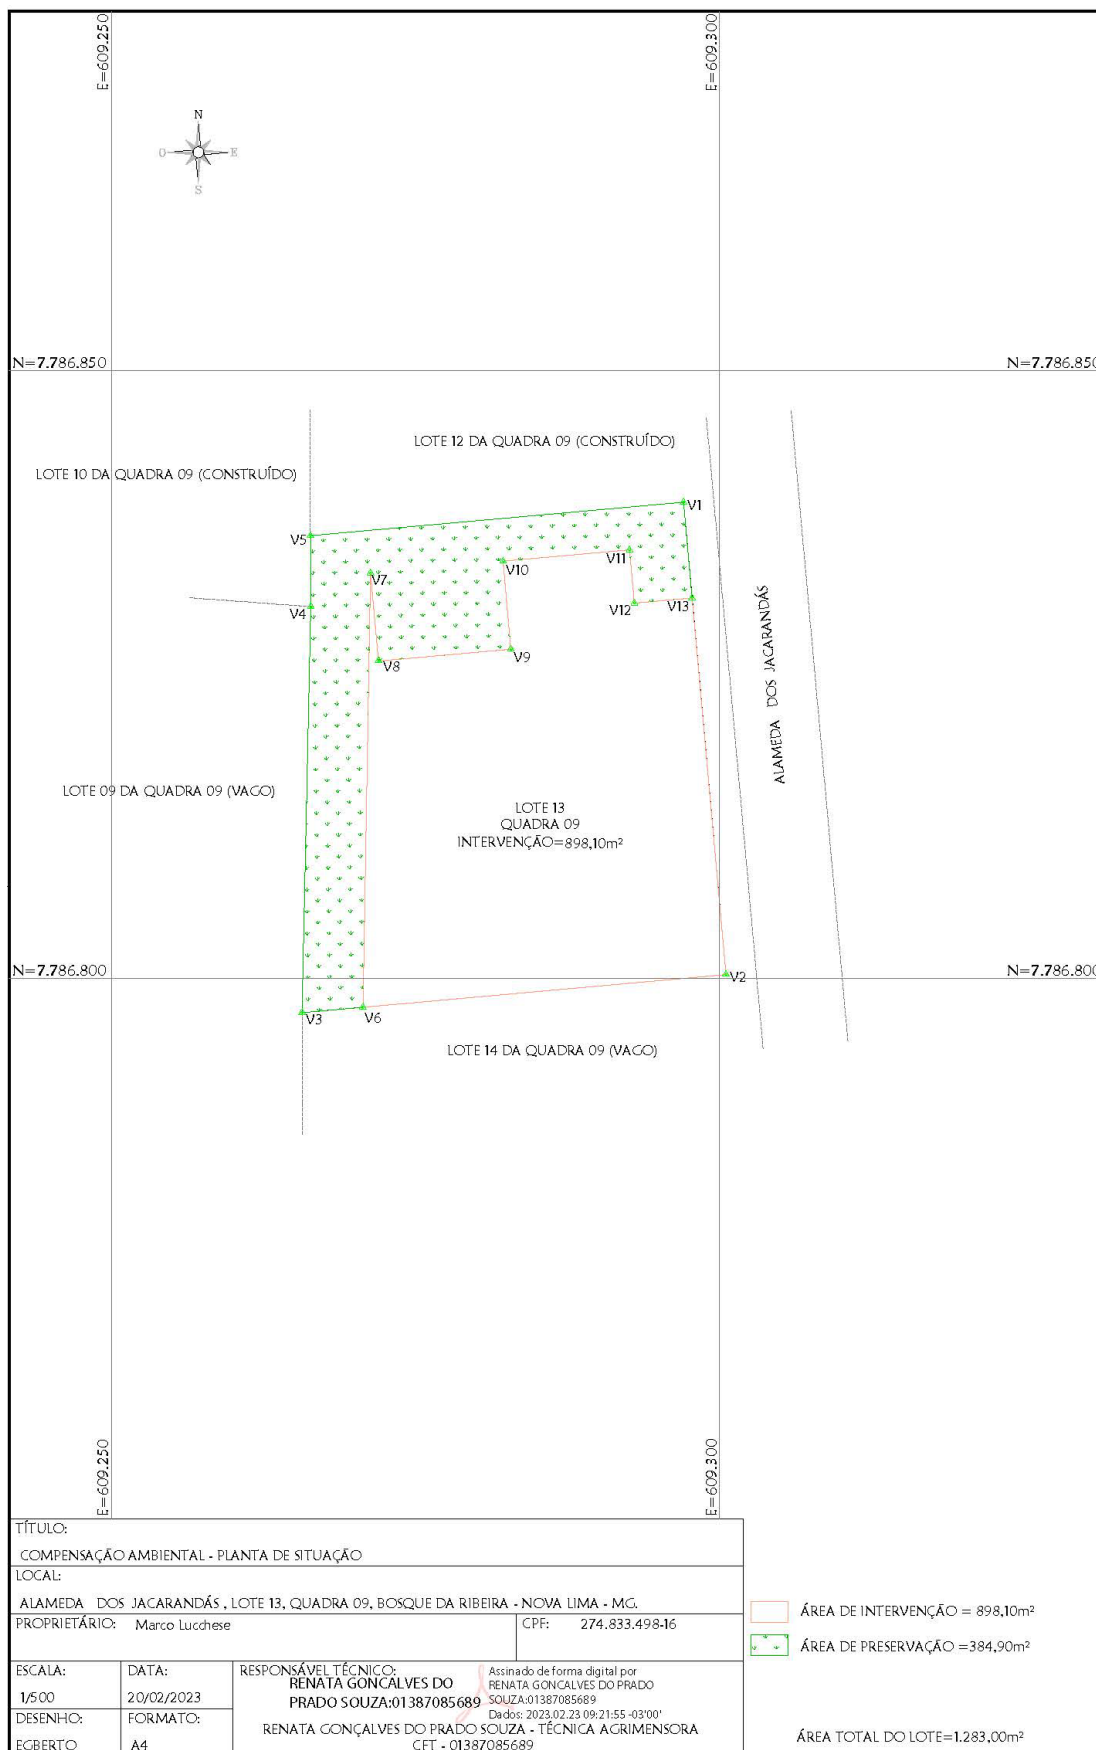 E=609.250
E=609.300
N
O
E
S
N=7.786.850
N=7.786.850
LOTE 12 DA QUADRA 09 (CONSTRUÍDO)
LOTE 10 DA QUADRA 09 (CONSTRUÍDO)
V1
V5
V11
V10
V7
V4
V12
V13
V9
V8
ALAMEDA DOS JACARANDÁS
LOTE 09 DA QUADRA 09 (VAGO)
LOTE 13
QUADRA 09
INTERVENÇÃO=898,10m²
N=7.786.800
N=7.786.800
V2
V3
V6
LOTE 14 DA QUADRA 09 (VAGO)
E=609.250
E=609.300
TÍTULO:
COMPENSAÇÃO AMBIENTAL - PLANTA DE SITUAÇÃO
LOCAL:
ALAMEDA DOS JACARANDÁS , LOTE 13, QUADRA 09, BOSQUE DA RIBEIRA - NOVA LIMA - MG.
PROPRIETÁRIO: Marco Lucchese
CPF: 274.833.498-16
ÁREA DE INTERVENÇÃO = 898,10m²
ÁREA DE PRESERVAÇÃO =384,90m²
ESCALA:
1/500
DATA:
20/02/2023
RESPONSÁVEL TÉCNICO:
RENATA GONCALVES DO
PRADO SOUZA:01387085689
Assinado de forma digital por
RENATA GONCALVES DO PRADO
SOUZA:01387085689
Dados: 2023.02.23 09:21:55 -03'00'
DESENHO:
EGBERTO
FORMATO:
A4
RENATA GONÇALVES DO PRADO SOUZA - TÉCNICA AGRIMENSORA
CFT - 01387085689
ÁREA TOTAL DO LOTE=1.283,00m²